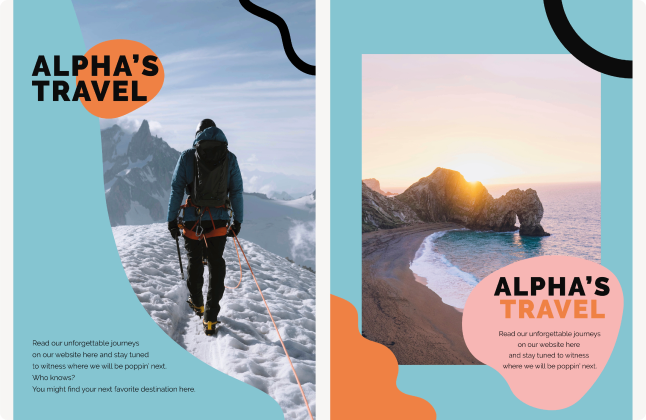 ALPHA'S
TRAVEL
Read our unforgettable journeys
on our website here and stay tuned
to witness where we will be poppin' next.
Who knows?
You might find your next favorite destination here.
ALPHA'S
TRAVEL
Read our unforgettable journeys
on our website here
and stay tuned to witness
where we will be poppin' next.